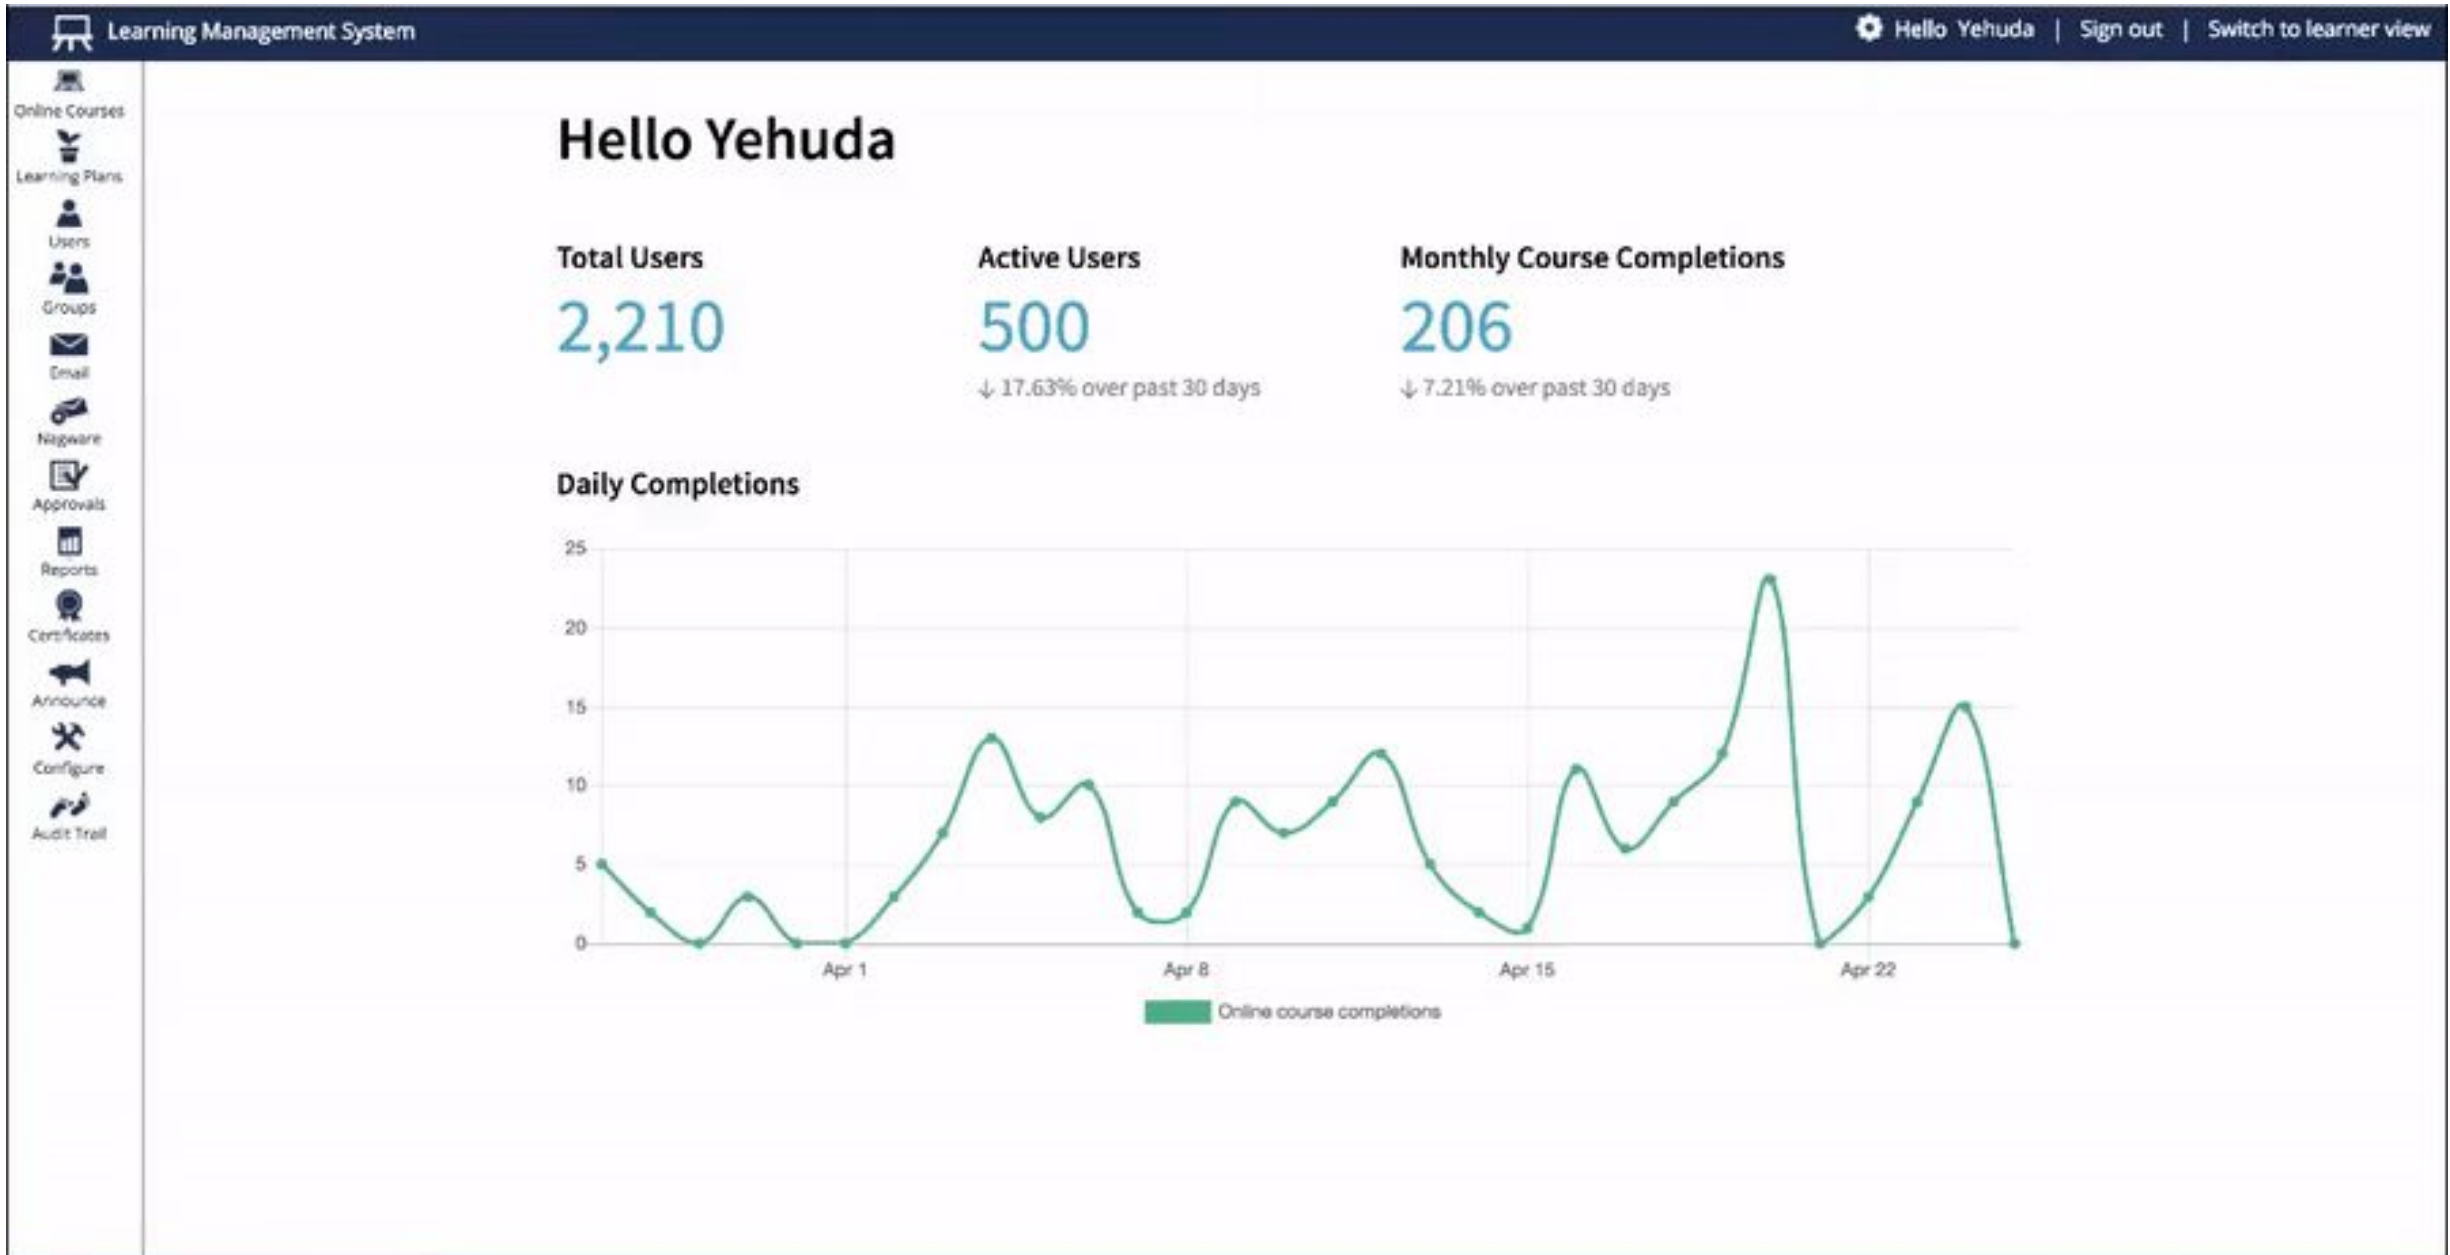 Learning Management System
Hello Yehuda | Sign out | Switch to learner view
Online Courses
Learning Plans
Users
Groups
Email
Nagware
Approvals
Reports
Certificates
Announce
Configure
Audit Trail
Hello Yehuda
Total Users
2,210
Active Users
500
↓ 17.63% over past 30 days
Monthly Course Completions
206
↓ 7.21% over past 30 days
Daily Completions
25
20
15
10
5
0
Apr 1
Apr 8
Apr 15
Apr 22
Online course completions